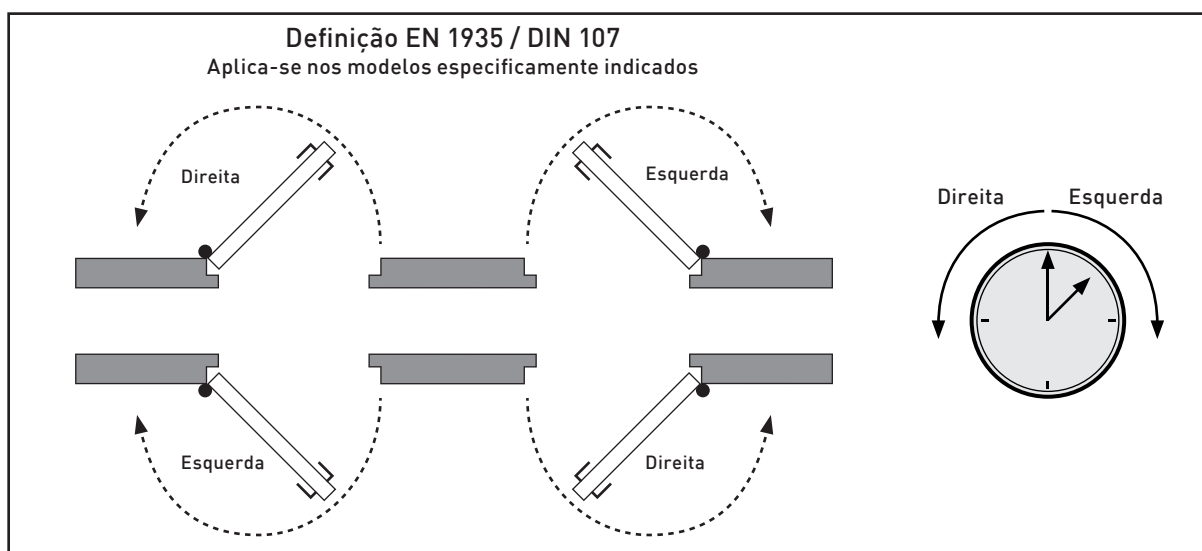 Definição EN 1935 / DIN 107
Aplica-se nos modelos especificamente indicados
Direita
Esquerda
Direita
Esquerda
Esquerda
Direita